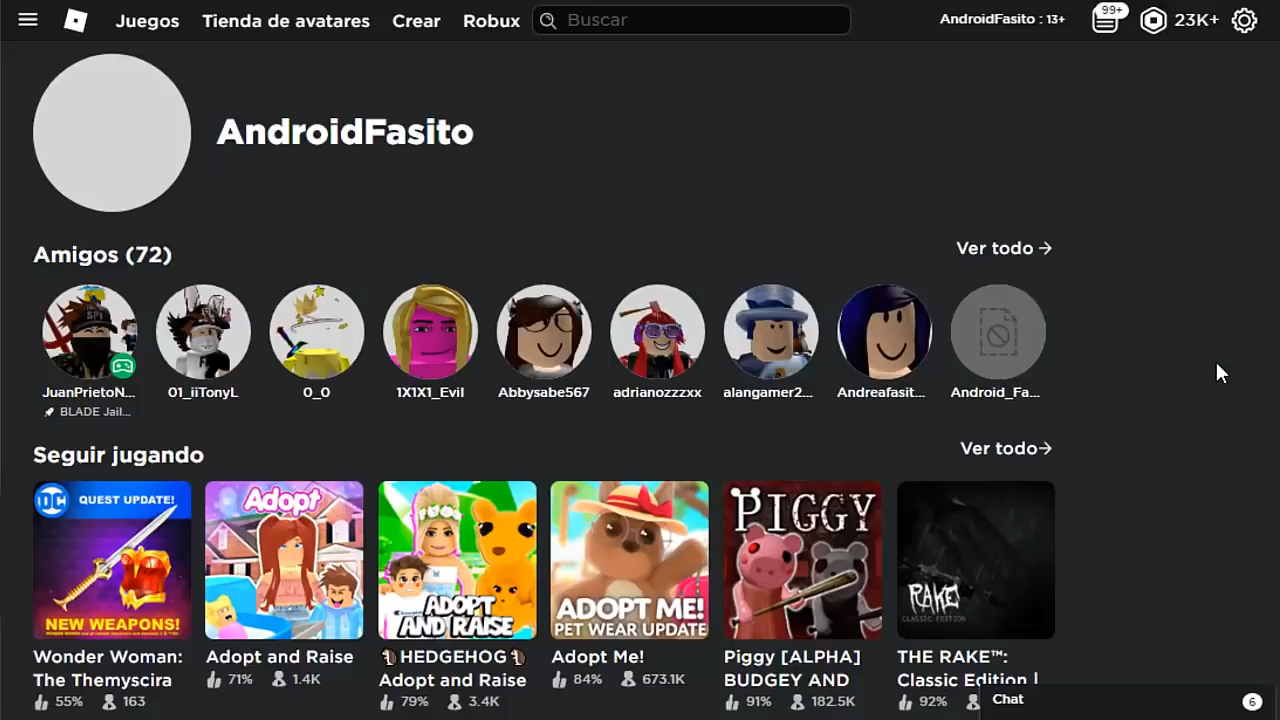 Juegos Tienda de avatares Crear Robux Buscar AndroidFasito : 13+ 99+ 23K+
AndroidFasito
Amigos (72) Ver todo
SPY
JuanPrietoN... 01_iiTonyL 0_0 1X1X1_Evil Abbysabe567 adrianozzzxx alangamer2... Andreafasit... Android_Fa...
BLADE Jail...
Seguir jugando Ver todo
DC QUEST UPDATE!
NEW WEAPONS!
Adopt
ADOPT
AND RAISE
ADOPT ME!
PET WEAR UPDATE
PIGGY
RAKE
CLASSIC EDITION
Wonder Woman: Adopt and Raise HEDGEHOG Adopt Me! Piggy [ALPHA] THE RAKE™:
The Themyscira 71% 1.4K Adopt and Raise 84% 673.1K BUDGEY AND Classic Edition |
55% 163 79% 3.4K 91% 182.5K 92%
Chat 6